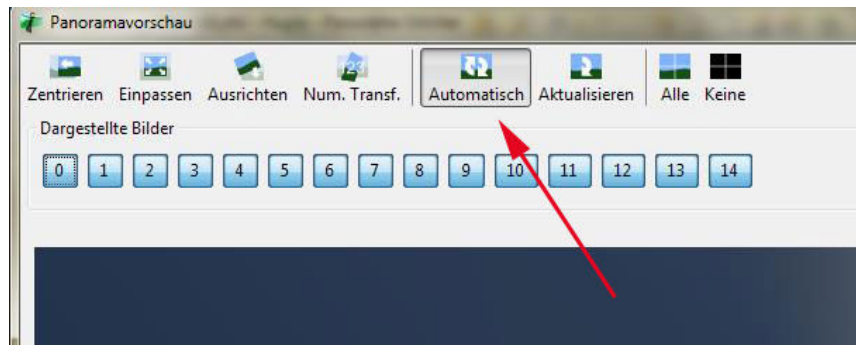 Panoramavorschau
123
Zentrieren Einpassen Ausrichten Num. Transf. Automatisch Aktualisieren Alle Keine
Dargestellte Bilder
0 1 2 3 4 5 6 7 8 9 10 11 12 13 14